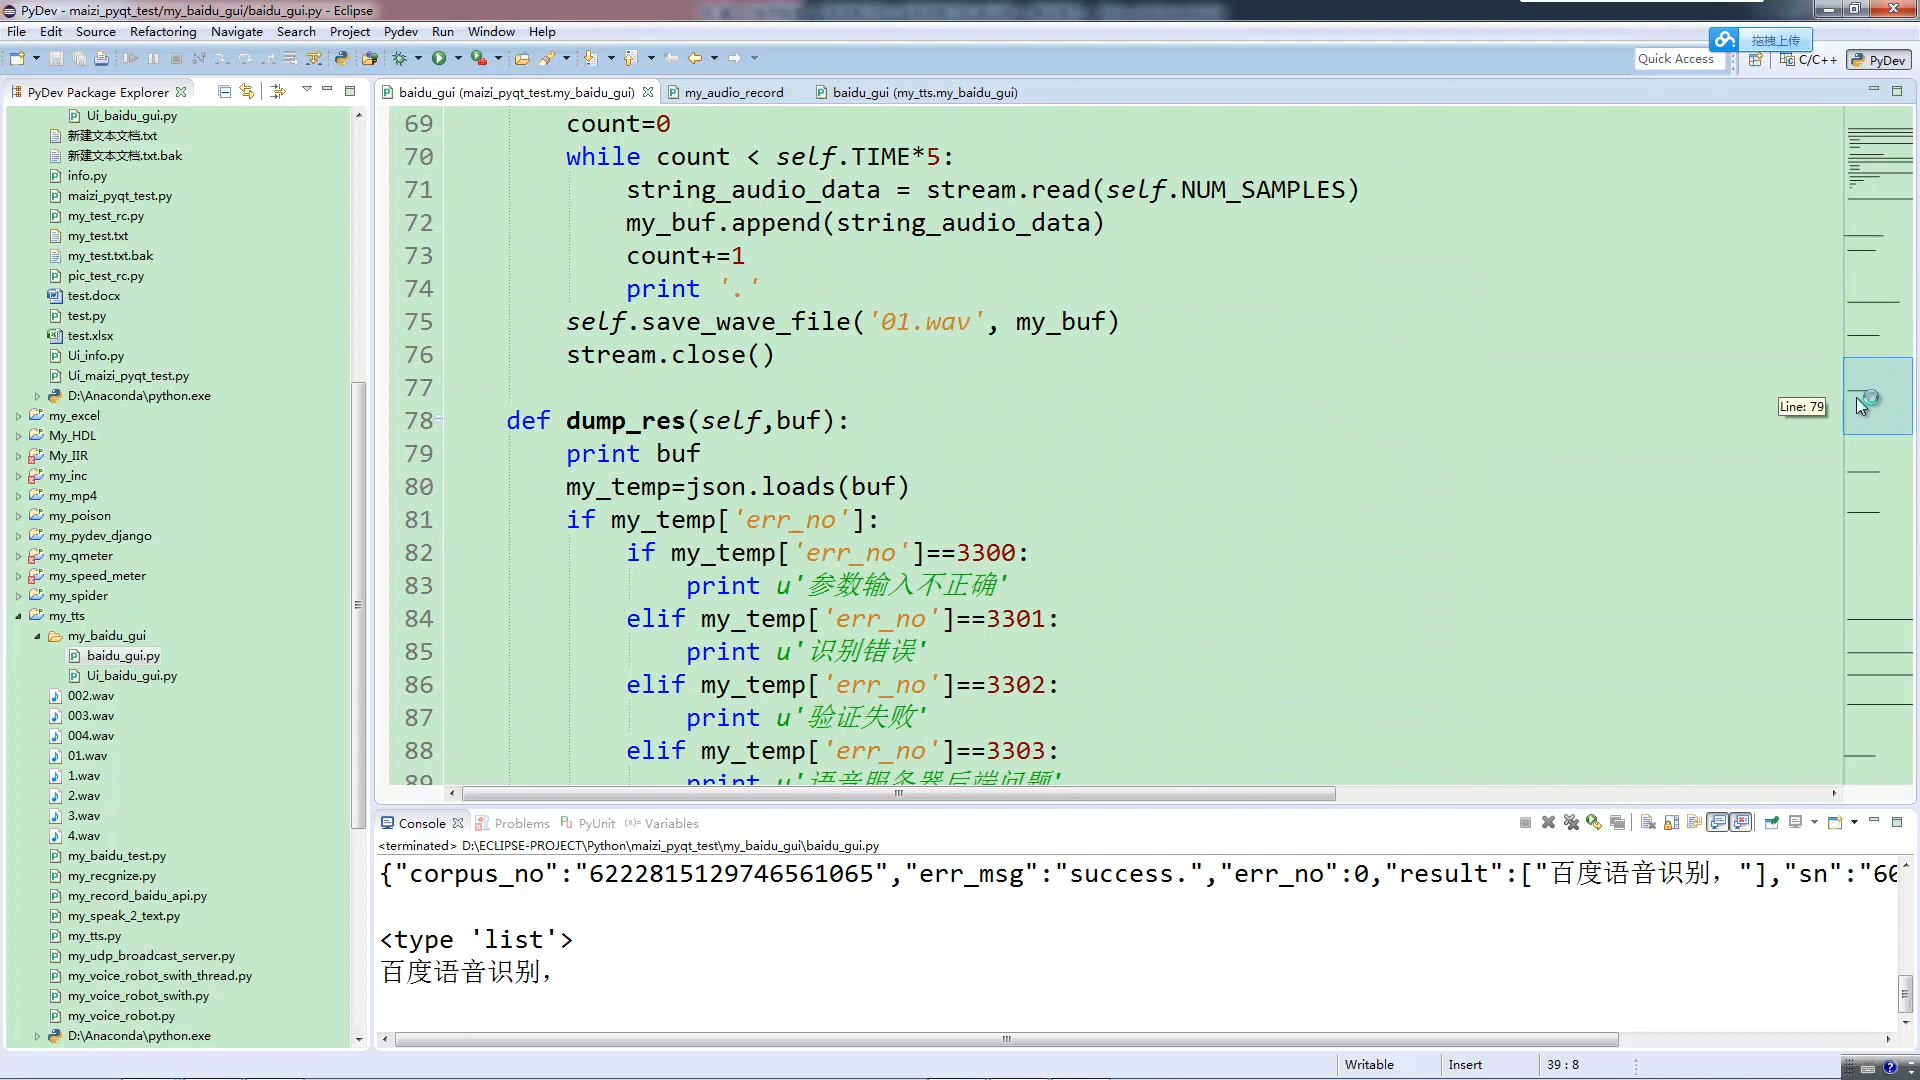 PyDev - maizi_pyqt_test/my_baidu_gui/baidu_gui.py - Eclipse
File Edit Source Refactoring Navigate Search Project Pydev Run Window Help
拖拽上传
Quick Access
C/C++
PyDev
PyDev Package Explorer
Ui_baidu_gui.py
新建文本文档.txt
新建文本文档.txt.bak
info.py
maizi_pyqt_test.py
my_test_rc.py
my_test.txt
my_test.txt.bak
pic_test_rc.py
test.docx
test.py
test.xlsx
Ui_info.py
Ui_maizi_pyqt_test.py
D:\Anaconda\python.exe
my_excel
My_HDL
My_IIR
my_inc
my_mp4
my_poison
my_pydev_django
my_qmeter
my_speed_meter
my_spider
my_tts
my_baidu_gui
baidu_gui.py
Ui_baidu_gui.py
002.wav
003.wav
004.wav
01.wav
1.wav
2.wav
3.wav
4.wav
my_baidu_test.py
my_recgnize.py
my_record_baidu_api.py
my_speak_2_text.py
my_tts.py
my_udp_broadcast_server.py
my_voice_robot_swith_thread.py
my_voice_robot_swith.py
my_voice_robot.py
D:\Anaconda\python.exe
baidu_gui (maizi_pyqt_test.my_baidu_gui) my_audio_record baidu_gui (my_tts.my_baidu_gui)
69 count=0
70 while count < self.TIME*5:
71 string_audio_data = stream.read(self.NUM_SAMPLES)
72 my_buf.append(string_audio_data)
73 count+=1
74 print '.'
75 self.save_wave_file('01.wav', my_buf)
76 stream.close()
77
78 def dump_res(self,buf):
79 print buf
80 my_temp=json.loads(buf)
81 if my_temp['err_no']:
82 if my_temp['err_no']==3300:
83 print u'参数输入不正确'
84 elif my_temp['err_no']==3301:
85 print u'识别错误'
86 elif my_temp['err_no']==3302:
87 print u'验证失败'
88 elif my_temp['err_no']==3303:
89 print u'语音服务器后端问题'
Line: 79
Console Problems PyUnit (x)= Variables
<terminated> D:\ECLIPSE-PROJECT\Python\maizi_pyqt_test\my_baidu_gui\baidu_gui.py
{"corpus_no":"6222815129746561065","err_msg":"success.","err_no":0,"result":["百度语音识别，"],"sn":"60
<type 'list'>
百度语音识别，
Writable Insert 39 : 8